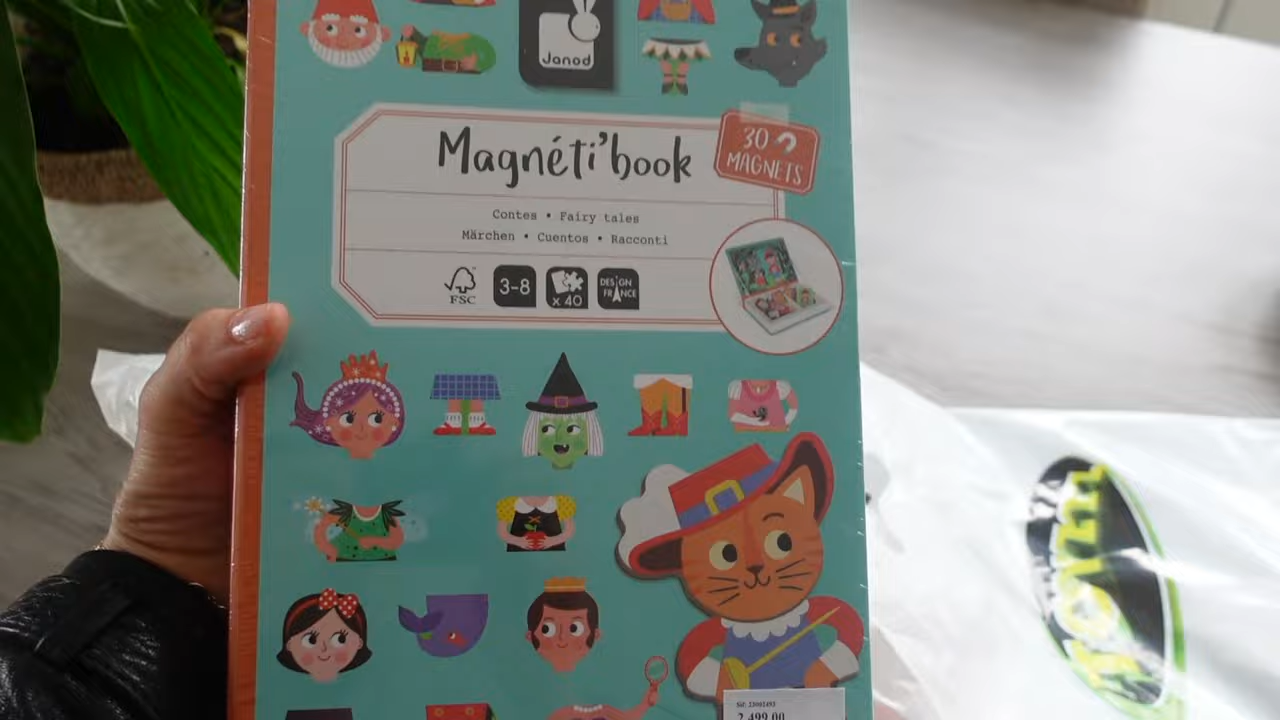 Janod
Magnéti'book
30
MAGNETS
Contes • Fairy tales
Märchen • Cuentos • Racconti
FSC
3-8
x 40
DESIGN
FRANCE
2.499,00